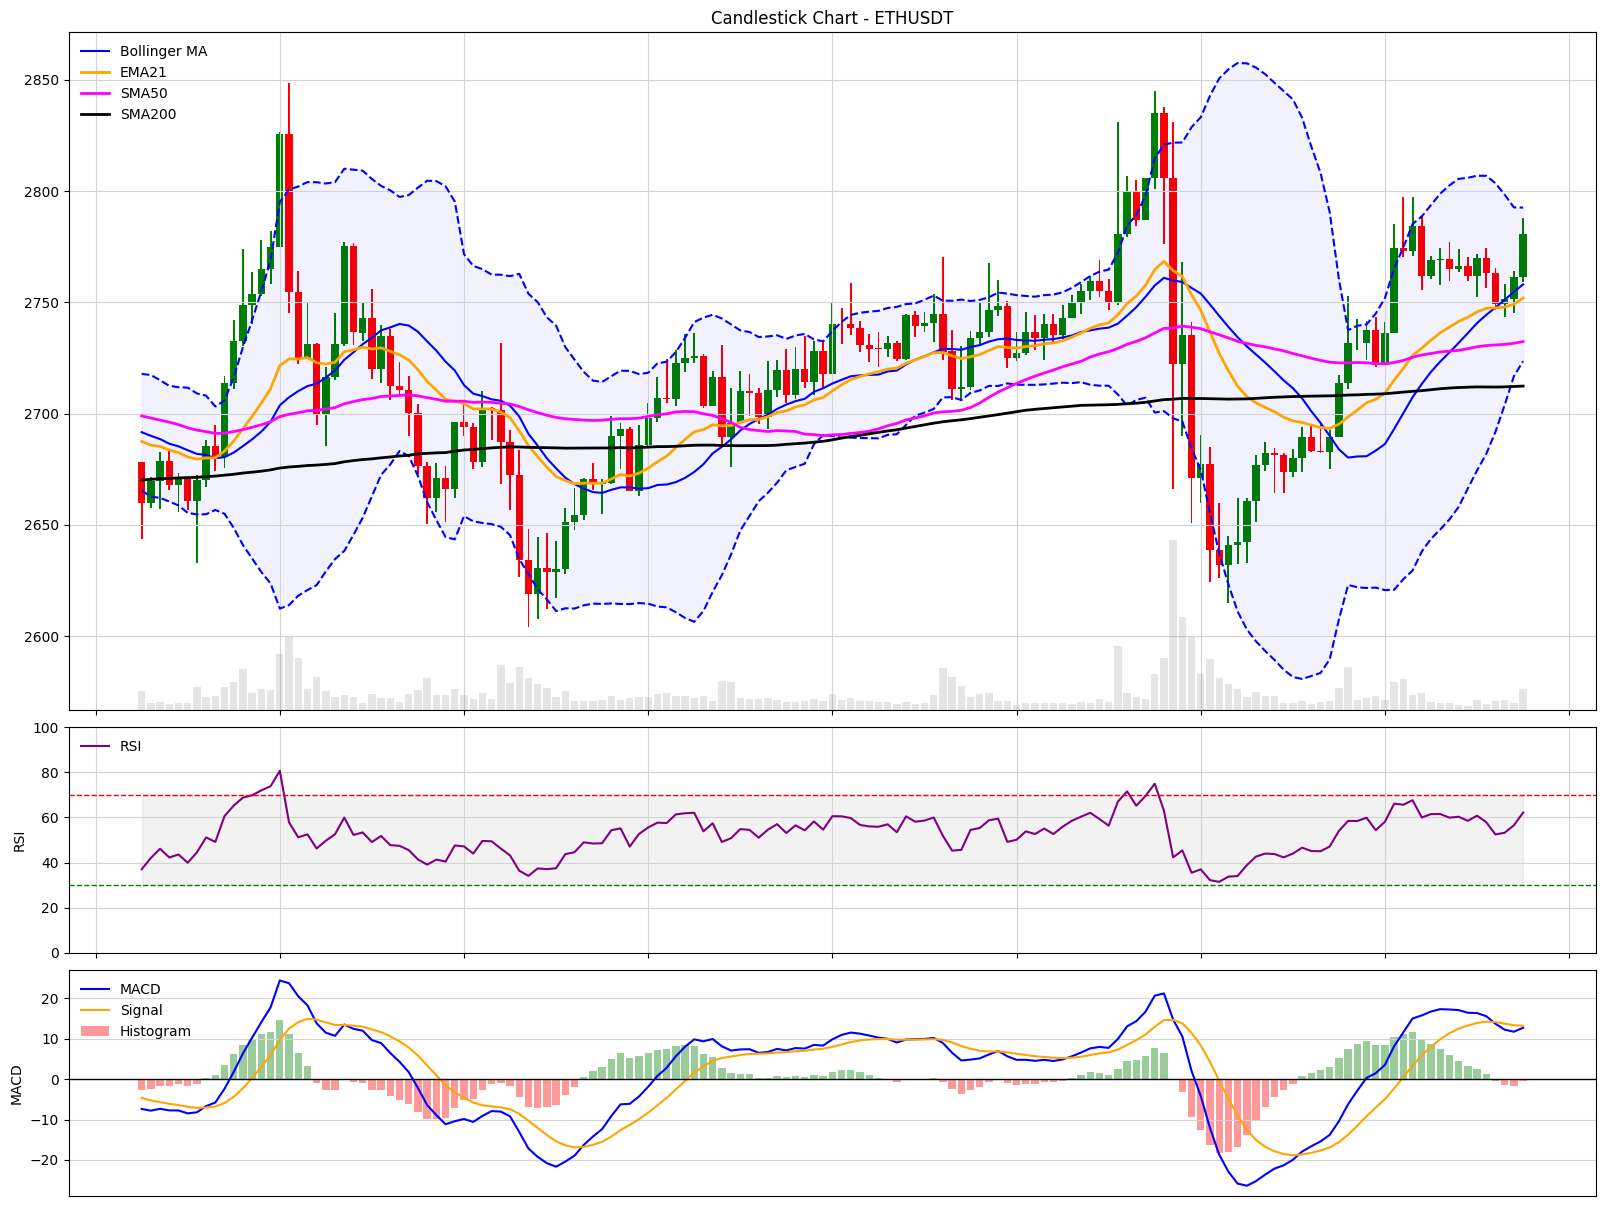 Candlestick Chart - ETHUSDT
Bollinger MA
EMA21
SMA50
SMA200
2850
2800
2750
2700
2650
2600
RSI
100
80
60
40
20
0
RSI
MACD
Signal
Histogram
20
10
0
−10
−20
MACD